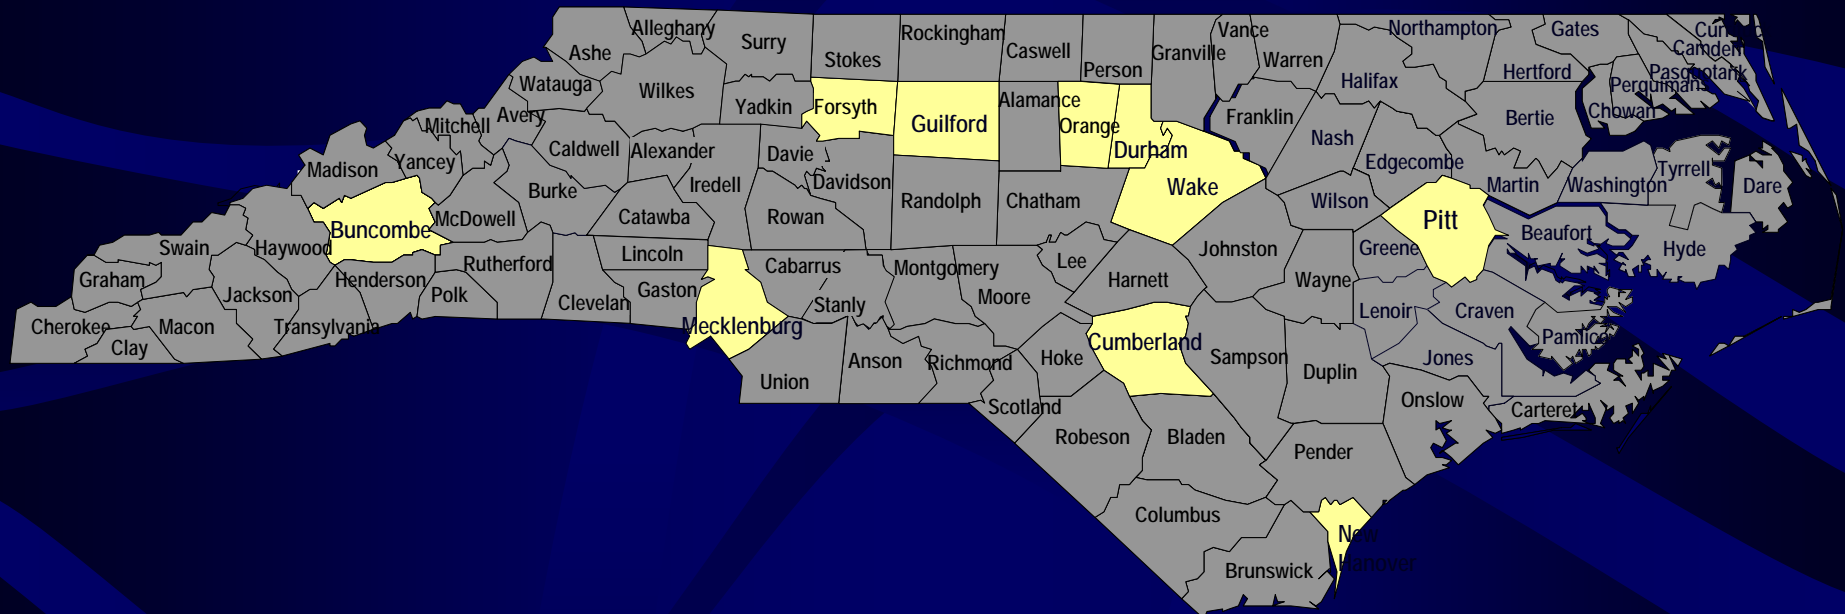 Alleghany
Ashe
Surry
Stokes
Rockingham
Caswell
Person
Granville
Vance
Warren
Northampton
Gates
Camden
Hertford
Pasquotank
Perquimans
Halifax
Watauga
Wilkes
Yadkin
Forsyth
Guilford
Alamance
Orange
Durham
Franklin
Nash
Bertie
Chowan
Avery
Mitchell
Yancey
Madison
Caldwell
Alexander
Davie
Iredell
Davidson
Randolph
Chatham
Wake
Edgecombe
Wilson
Martin
Washington
Tyrrell
Dare
Burke
McDowell
Buncombe
Haywood
Swain
Graham
Catawba
Rowan
Lincoln
Rutherford
Henderson
Polk
Jackson
Cherokee
Macon
Clay
Transylvania
Clevelan
Gaston
Mecklenburg
Cabarrus
Stanly
Montgomery
Moore
Lee
Harnett
Johnston
Wayne
Greene
Pitt
Beaufort
Hyde
Lenoir
Craven
Pamlico
Jones
Union
Anson
Richmond
Scotland
Hoke
Cumberland
Sampson
Duplin
Onslow
Carteret
Robeson
Bladen
Pender
Columbus
Brunswick
New
Hanover